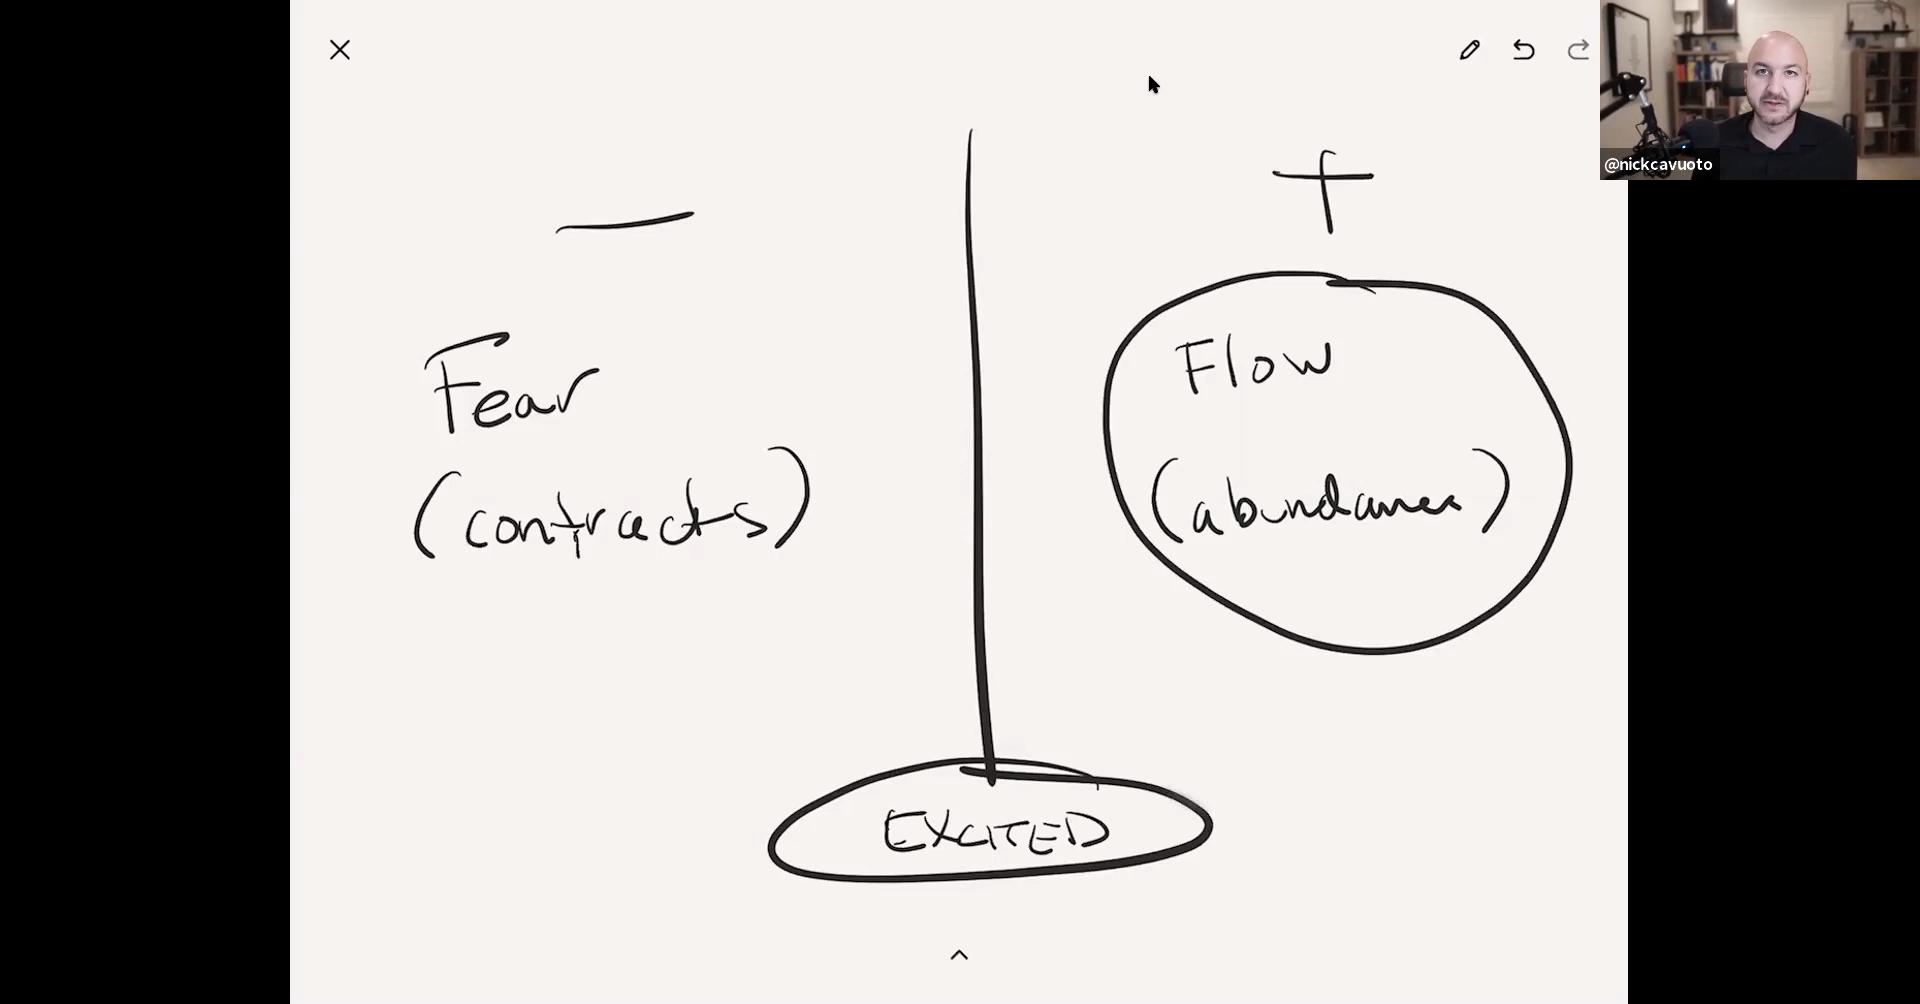 @nickcavuoto
— +
Fear
(contracts)
Flow
(abundance)
EXCITED